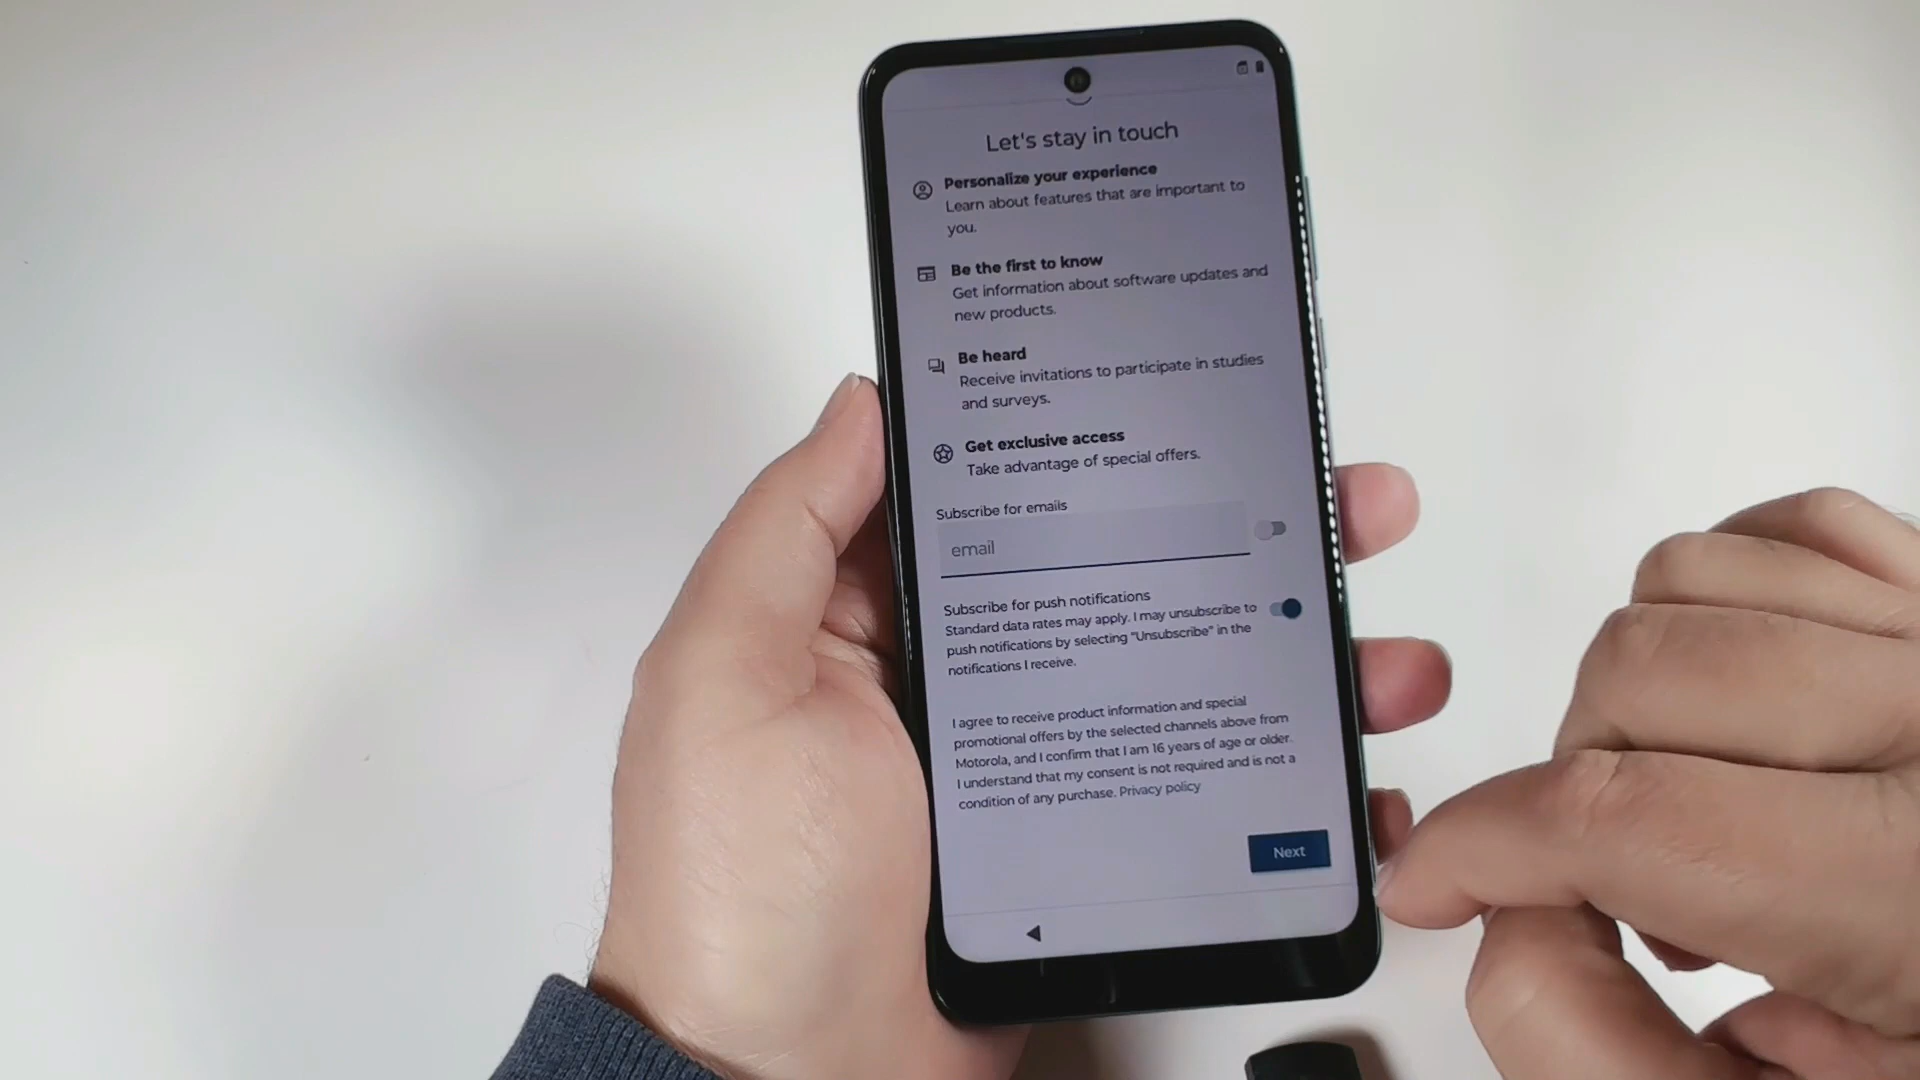 Let's stay in touch
Personalize your experience
Learn about features that are important to
you.
Be the first to know
Get information about software updates and
new products.
Be heard
Receive invitations to participate in studies
and surveys.
Get exclusive access
Take advantage of special offers.
Subscribe for emails
email
Subscribe for push notifications
Standard data rates may apply. I may unsubscribe to
push notifications by selecting "Unsubscribe" in the
notifications I receive.
I agree to receive product information and special
promotional offers by the selected channels above from
Motorola, and I confirm that I am 16 years of age or older.
I understand that my consent is not required and is not a
condition of any purchase. Privacy policy
Next